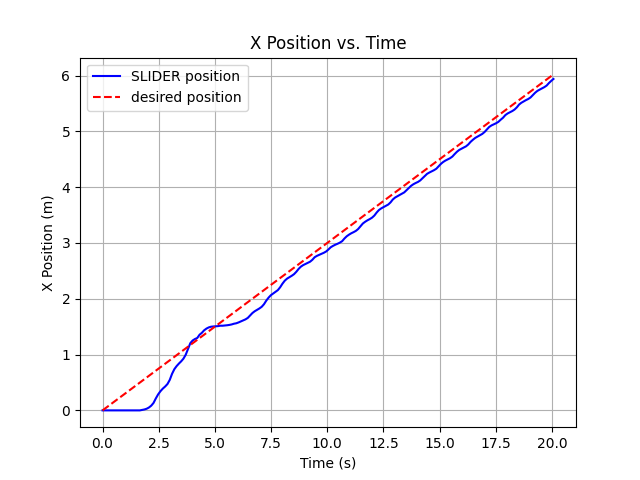 X Position vs. Time
SLIDER position
desired position
X Position (m)
6
5
4
3
2
1
0
0.0 2.5 5.0 7.5 10.0 12.5 15.0 17.5 20.0
Time (s)